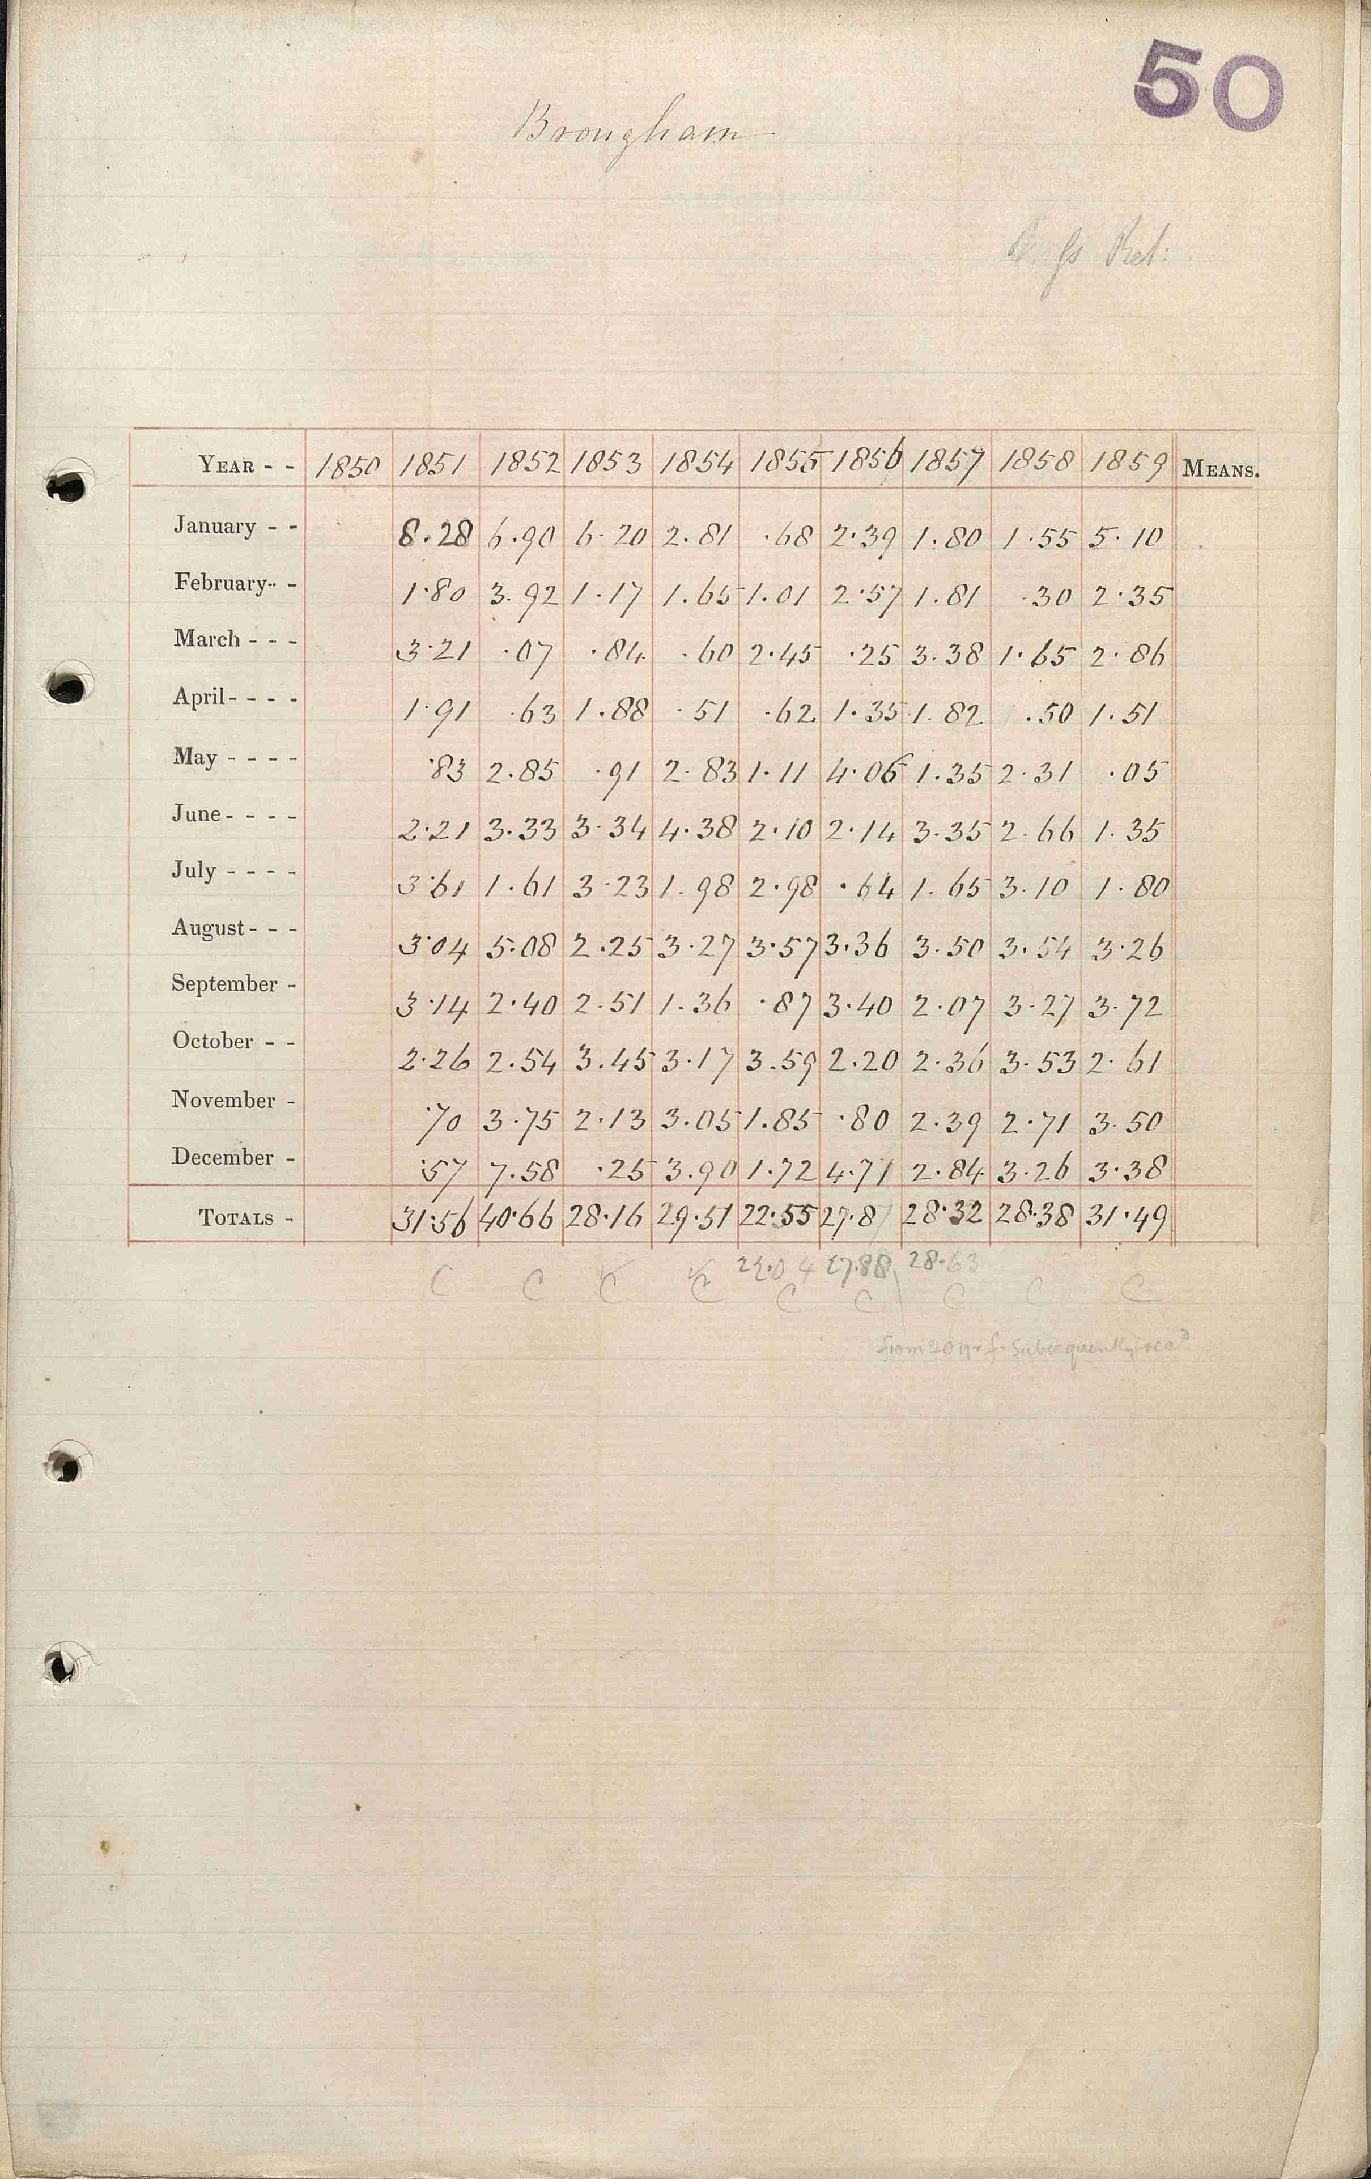 50
Brougham
Ret:
YEAR - - 1850 1851 1852 1853 1854 1855 1856 1857 1858 1859 MEANS.
January - - 8.28 6.90 6.20 2.81 .68 2.39 1.80 1.55 5.10
February - - 1.80 3.92 1.17 1.65 1.01 2.57 1.81 .30 2.35
March - - - 3.21 .07 .84 .60 2.45 .25 3.38 1.65 2.86
April - - - - 1.91 .63 1.88 .51 .62 1.35 1.82 .50 1.51
May - - - - .83 2.85 .91 2.83 1.11 4.06 1.35 2.31 .05
June - - - - 2.21 3.33 3.34 4.38 2.10 2.14 3.35 2.66 1.35
July - - - - 3.61 1.61 3.23 1.98 2.98 .64 1.65 3.10 1.80
August - - - 3.04 5.08 2.25 3.27 3.57 3.36 3.50 3.54 3.26
September - 3.14 2.40 2.51 1.36 .87 3.40 2.07 3.27 3.72
October - - 2.26 2.54 3.45 3.17 3.59 2.20 2.36 3.53 2.61
November - .70 3.75 2.13 3.05 1.85 .80 2.39 2.71 3.50
December - .57 7.58 .25 3.90 1.72 4.71 2.84 3.26 3.38
TOTALS - 31.56 40.66 28.16 29.51 22.55 27.87 28.32 28.38 31.49
22.04 27.88 28.63
C C C C C C C C C
from 20 yr f. Subsequently recd